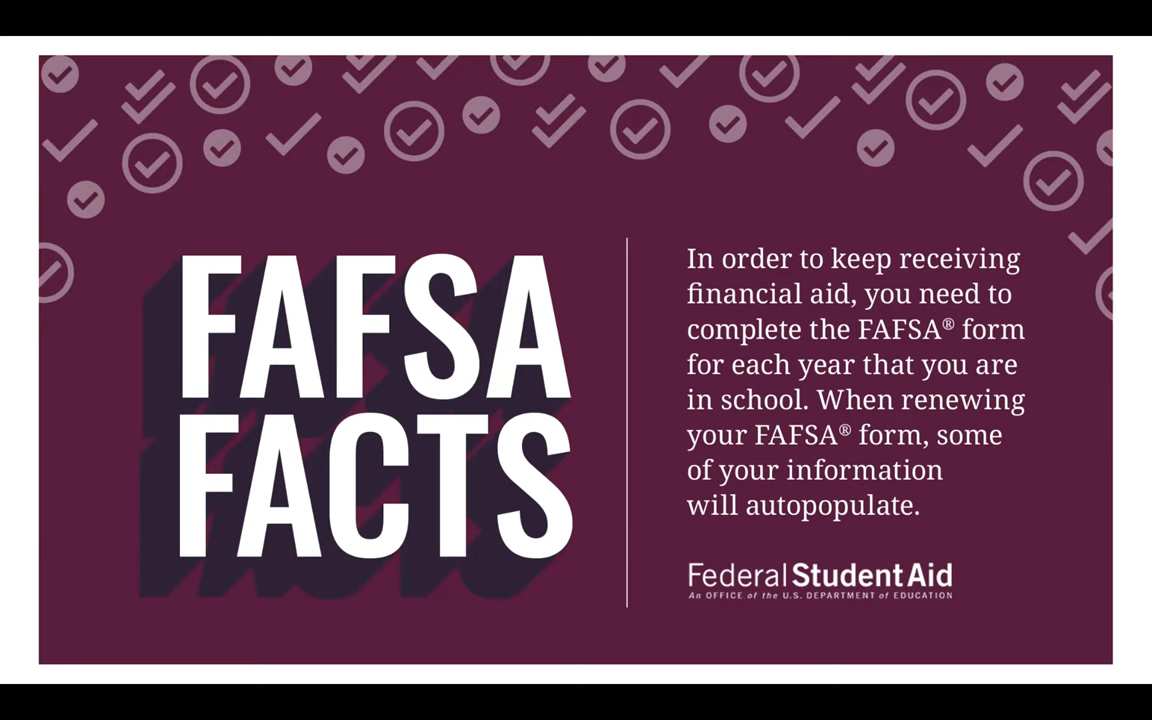 FAFSA
FACTS
In order to keep receiving
financial aid, you need to
complete the FAFSA® form
for each year that you are
in school. When renewing
your FAFSA® form, some
of your information
will autopopulate.
Federal Student Aid
An OFFICE of the U.S. DEPARTMENT of EDUCATION